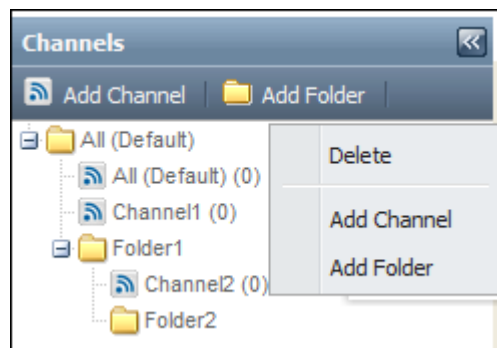 Channels
Add Channel Add Folder
All (Default)
All (Default) (0)
Channel1 (0)
Folder1
Channel2 (0)
Folder2
Delete
Add Channel
Add Folder